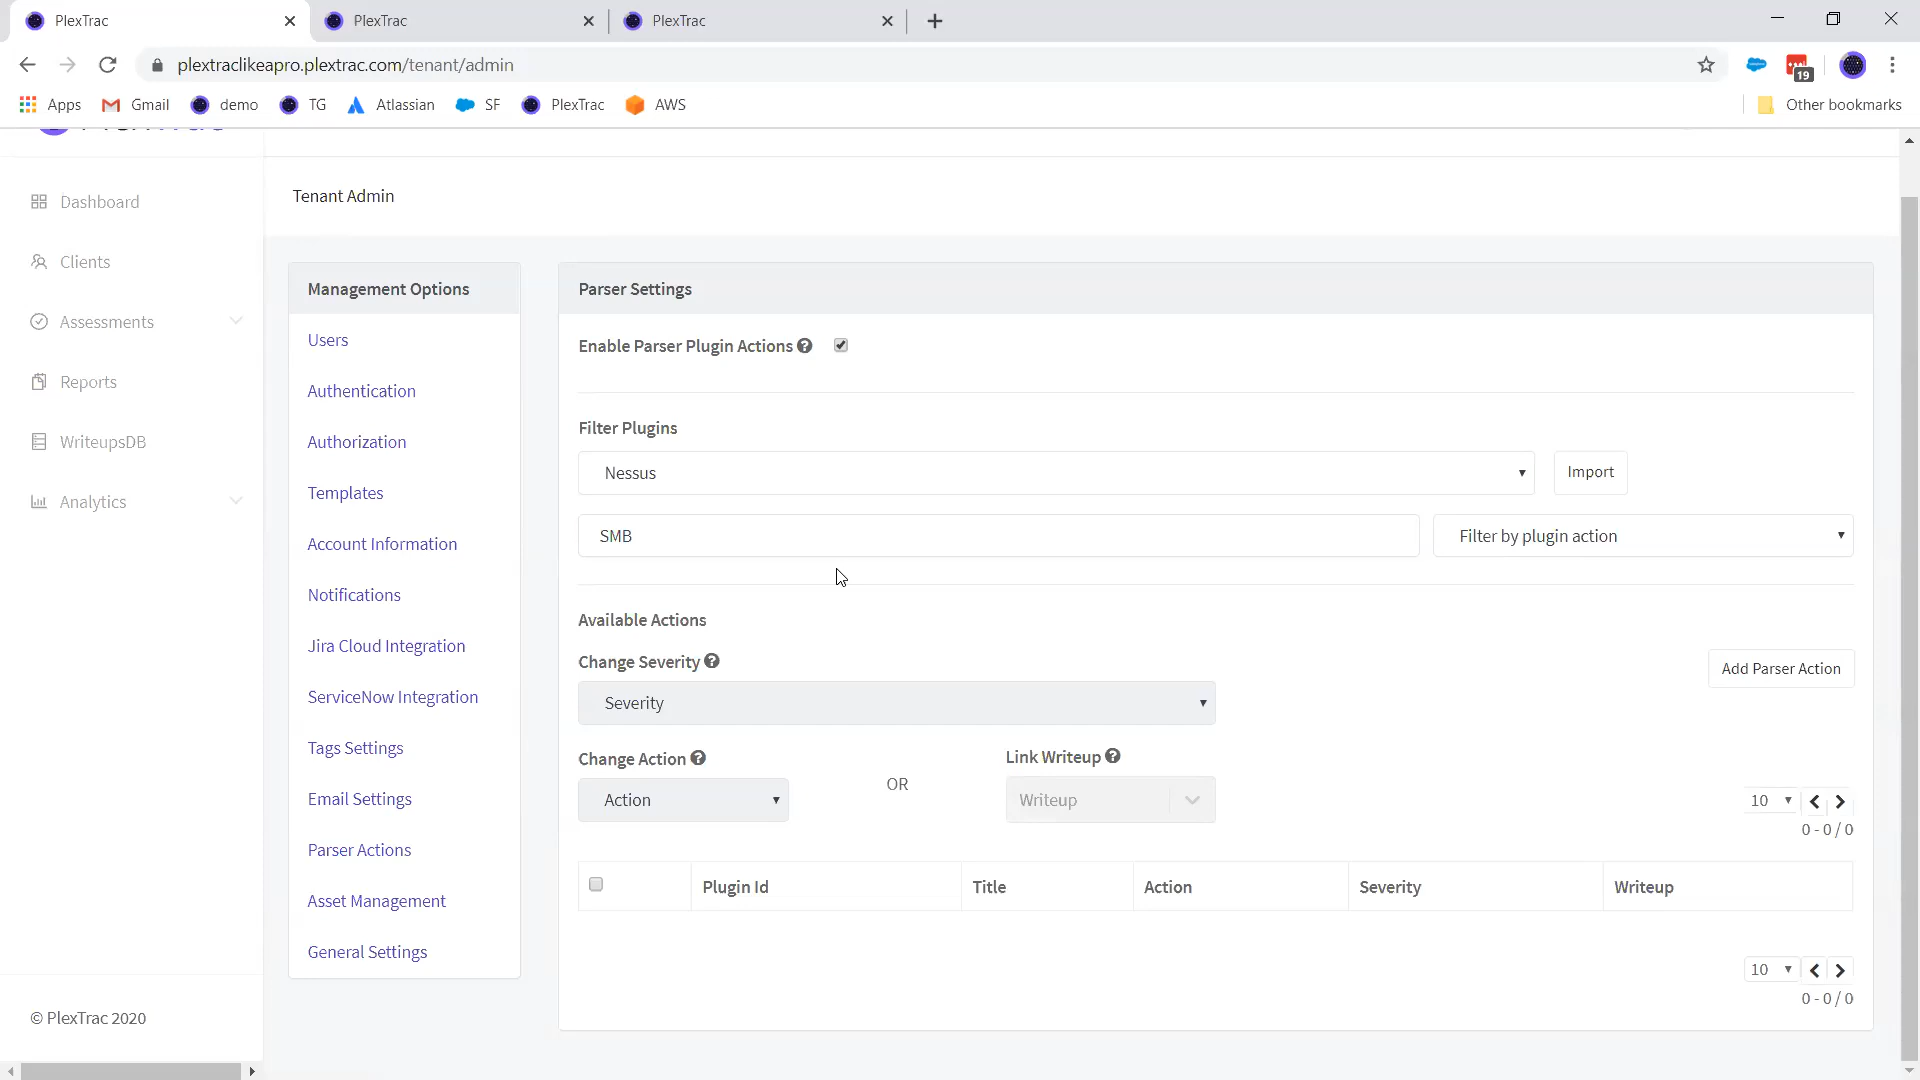 PlexTrac
PlexTrac
PlexTrac
plextraclikeapro.plextrac.com/tenant/admin
19
Apps
Gmail
demo
TG
Atlassian
SF
PlexTrac
AWS
Other bookmarks
Dashboard
Clients
Assessments
Reports
WriteupsDB
Analytics
© PlexTrac 2020
Tenant Admin
Management Options
Users
Authentication
Authorization
Templates
Account Information
Notifications
Jira Cloud Integration
ServiceNow Integration
Tags Settings
Email Settings
Parser Actions
Asset Management
General Settings
Parser Settings
Enable Parser Plugin Actions
Filter Plugins
Nessus
Import
SMB
Filter by plugin action
Available Actions
Change Severity
Add Parser Action
Severity
Change Action
OR
Link Writeup
Action
Writeup
10
0 - 0 / 0
Plugin Id Title Action Severity Writeup
10
0 - 0 / 0